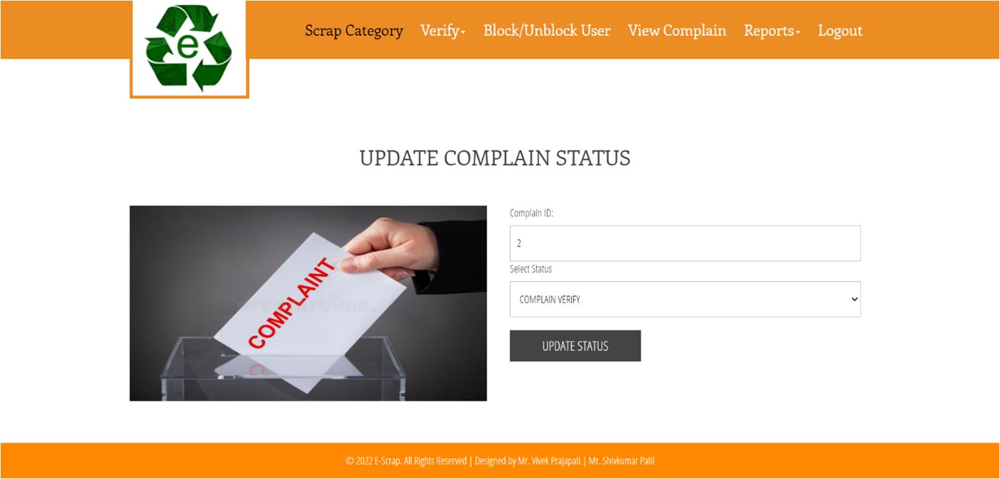 e
Scrap Category Verify Block/Unblock User View Complain Reports Logout
UPDATE COMPLAIN STATUS
COMPLAINT
dreamstime.
Complain ID:
2
Select Status
COMPLAIN VERIFY
UPDATE STATUS
© 2022 E-Scrap. All Rights Reserved | Designed by Mr. Vivek Prajapati | Mr. Shivkumar Patil